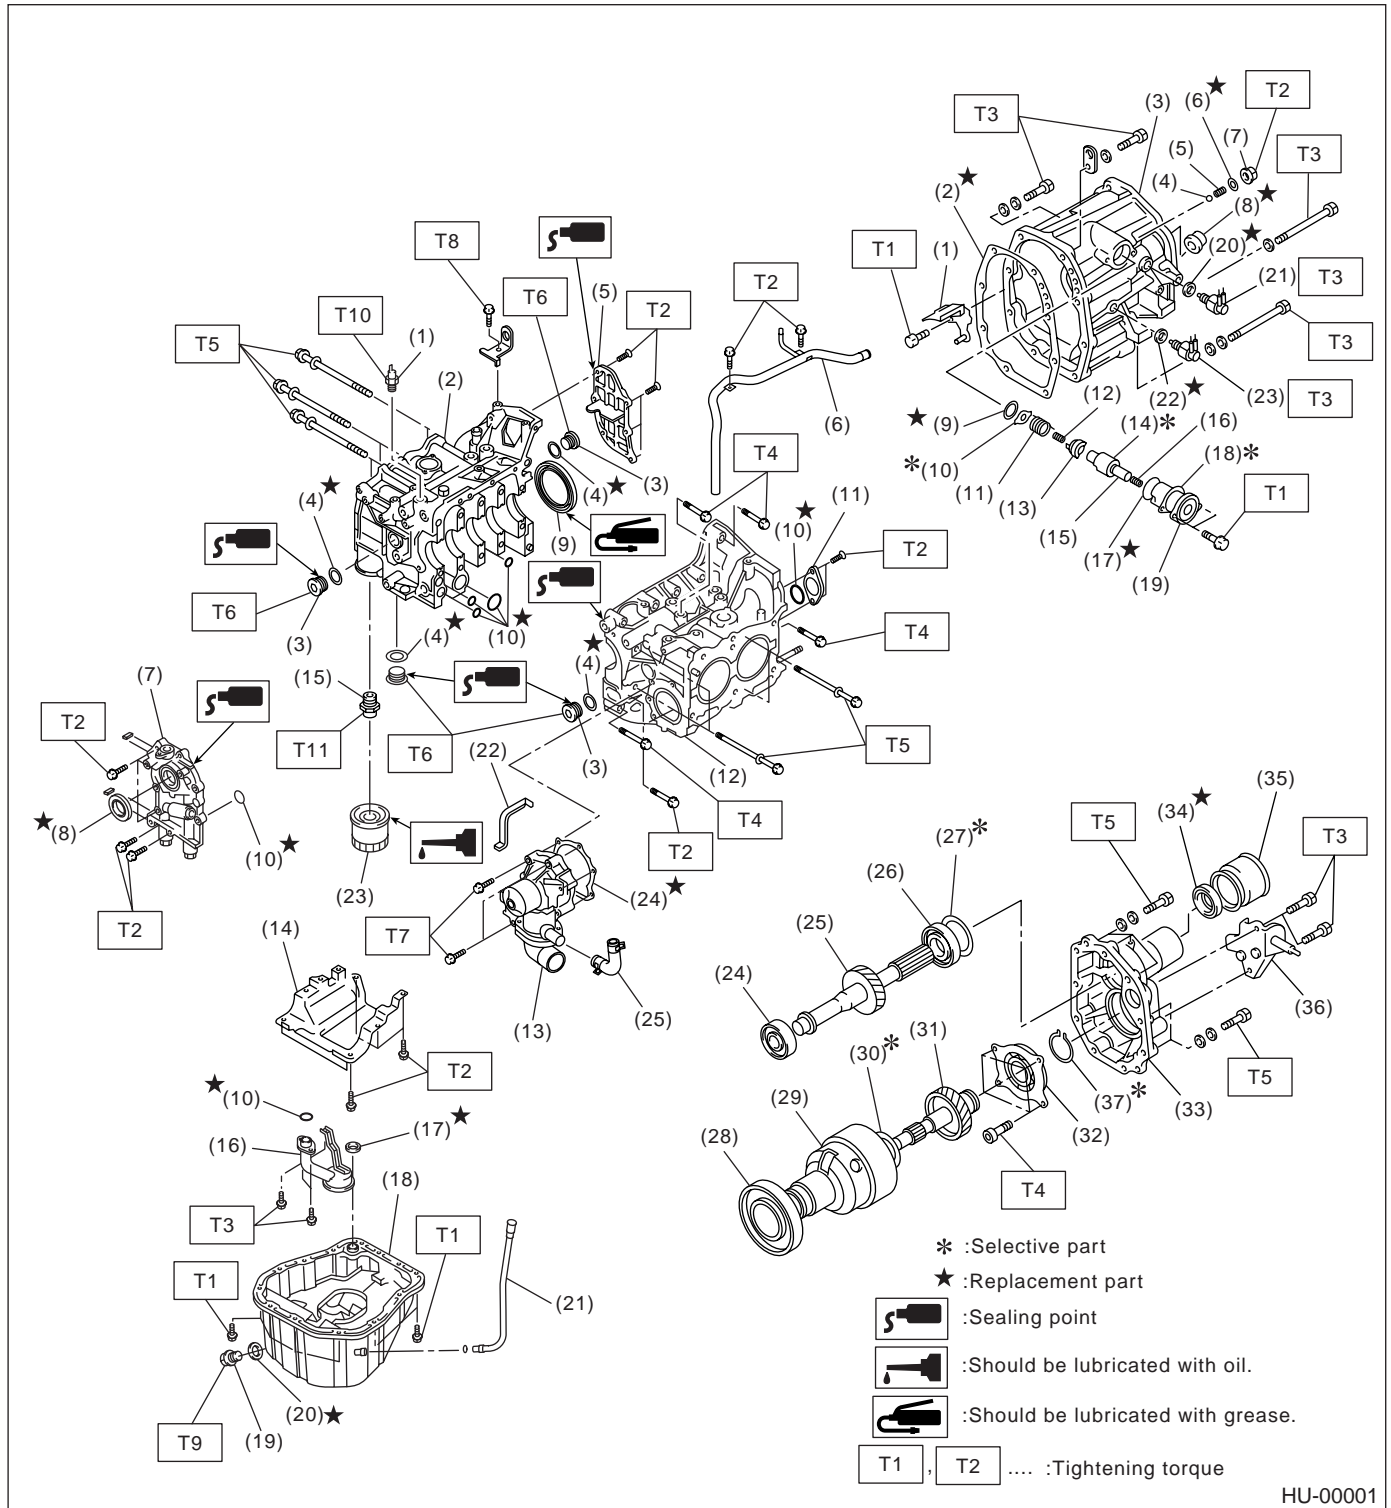 T3
(6)★
T2
(3)
(7)
(5)
T3
(4)
(2)★
(8)★
T8
T1
(1)
(20)★
T6
(5)
T2
T2
(21)
T3
T10
(1)
T5
(2)
T3
(6)
(22)★
(23)
T3
★(9)
(12)
(14)*
(16)
*(10)
(18)*
T4
(4)★
(3)
(11)
(13)
T1
(4)★
(9)
(10)★
(11)
(15)
(17)★
T2
(19)
T6
(3)
(4)★
(10)★
(4)★
T4
(7)
(15)
T2
T11
T6
(22)
(3)
(12)
T5
★(8)
(10)★
T4
T2
(34)★
(35)
T5
T3
(27)*
(23)
(24)★
(26)
T2
T7
(25)
(14)
(13)
(25)
(24)
(36)
(31)
(30)*
T2
★(10)
(17)★
(29)
(37)*
(33)
T5
(16)
(28)
(32)
(18)
T4
T3
T1
T1
(21)
* :Selective part
★ :Replacement part
:Sealing point
:Should be lubricated with oil.
(20)★
T9
(19)
:Should be lubricated with grease.
T1 , T2 .... :Tightening torque
HU-00001